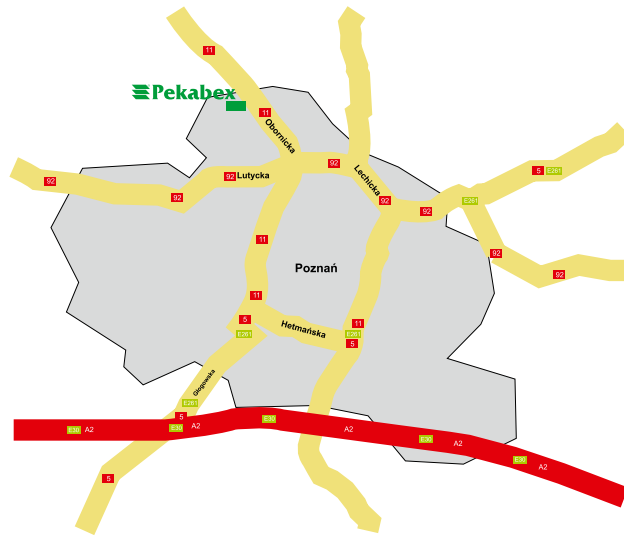 11
Pekabex
11
Obornicka
92
92
Lutycka
Lechicka
92
92
92
92
5
E261
E261
11
92
92
Poznań
11
5
E261
Hetmańska
11
E261
5
Głogowska
E261
5
E30
A2
E30
A2
E30
A2
E30
E30
A2
5